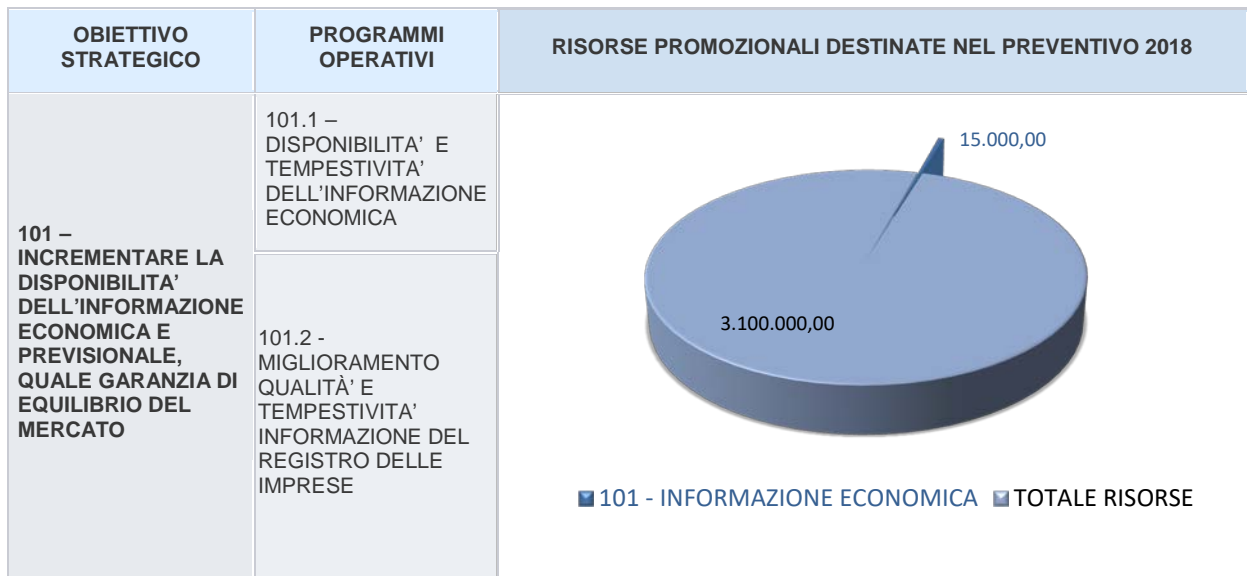 OBIETTIVO
STRATEGICO
PROGRAMMI
OPERATIVI
RISORSE PROMOZIONALI DESTINATE NEL PREVENTIVO 2018
101 –
INCREMENTARE LA
DISPONIBILITA'
DELL'INFORMAZIONE
ECONOMICA E
PREVISIONALE,
QUALE GARANZIA DI
EQUILIBRIO DEL
MERCATO
101.1 –
DISPONIBILITA' E
TEMPESTIVITA'
DELL'INFORMAZIONE
ECONOMICA
101.2 -
MIGLIORAMENTO
QUALITÀ' E
TEMPESTIVITA'
INFORMAZIONE DEL
REGISTRO DELLE
IMPRESE
15.000,00
3.100.000,00
101 - INFORMAZIONE ECONOMICA TOTALE RISORSE